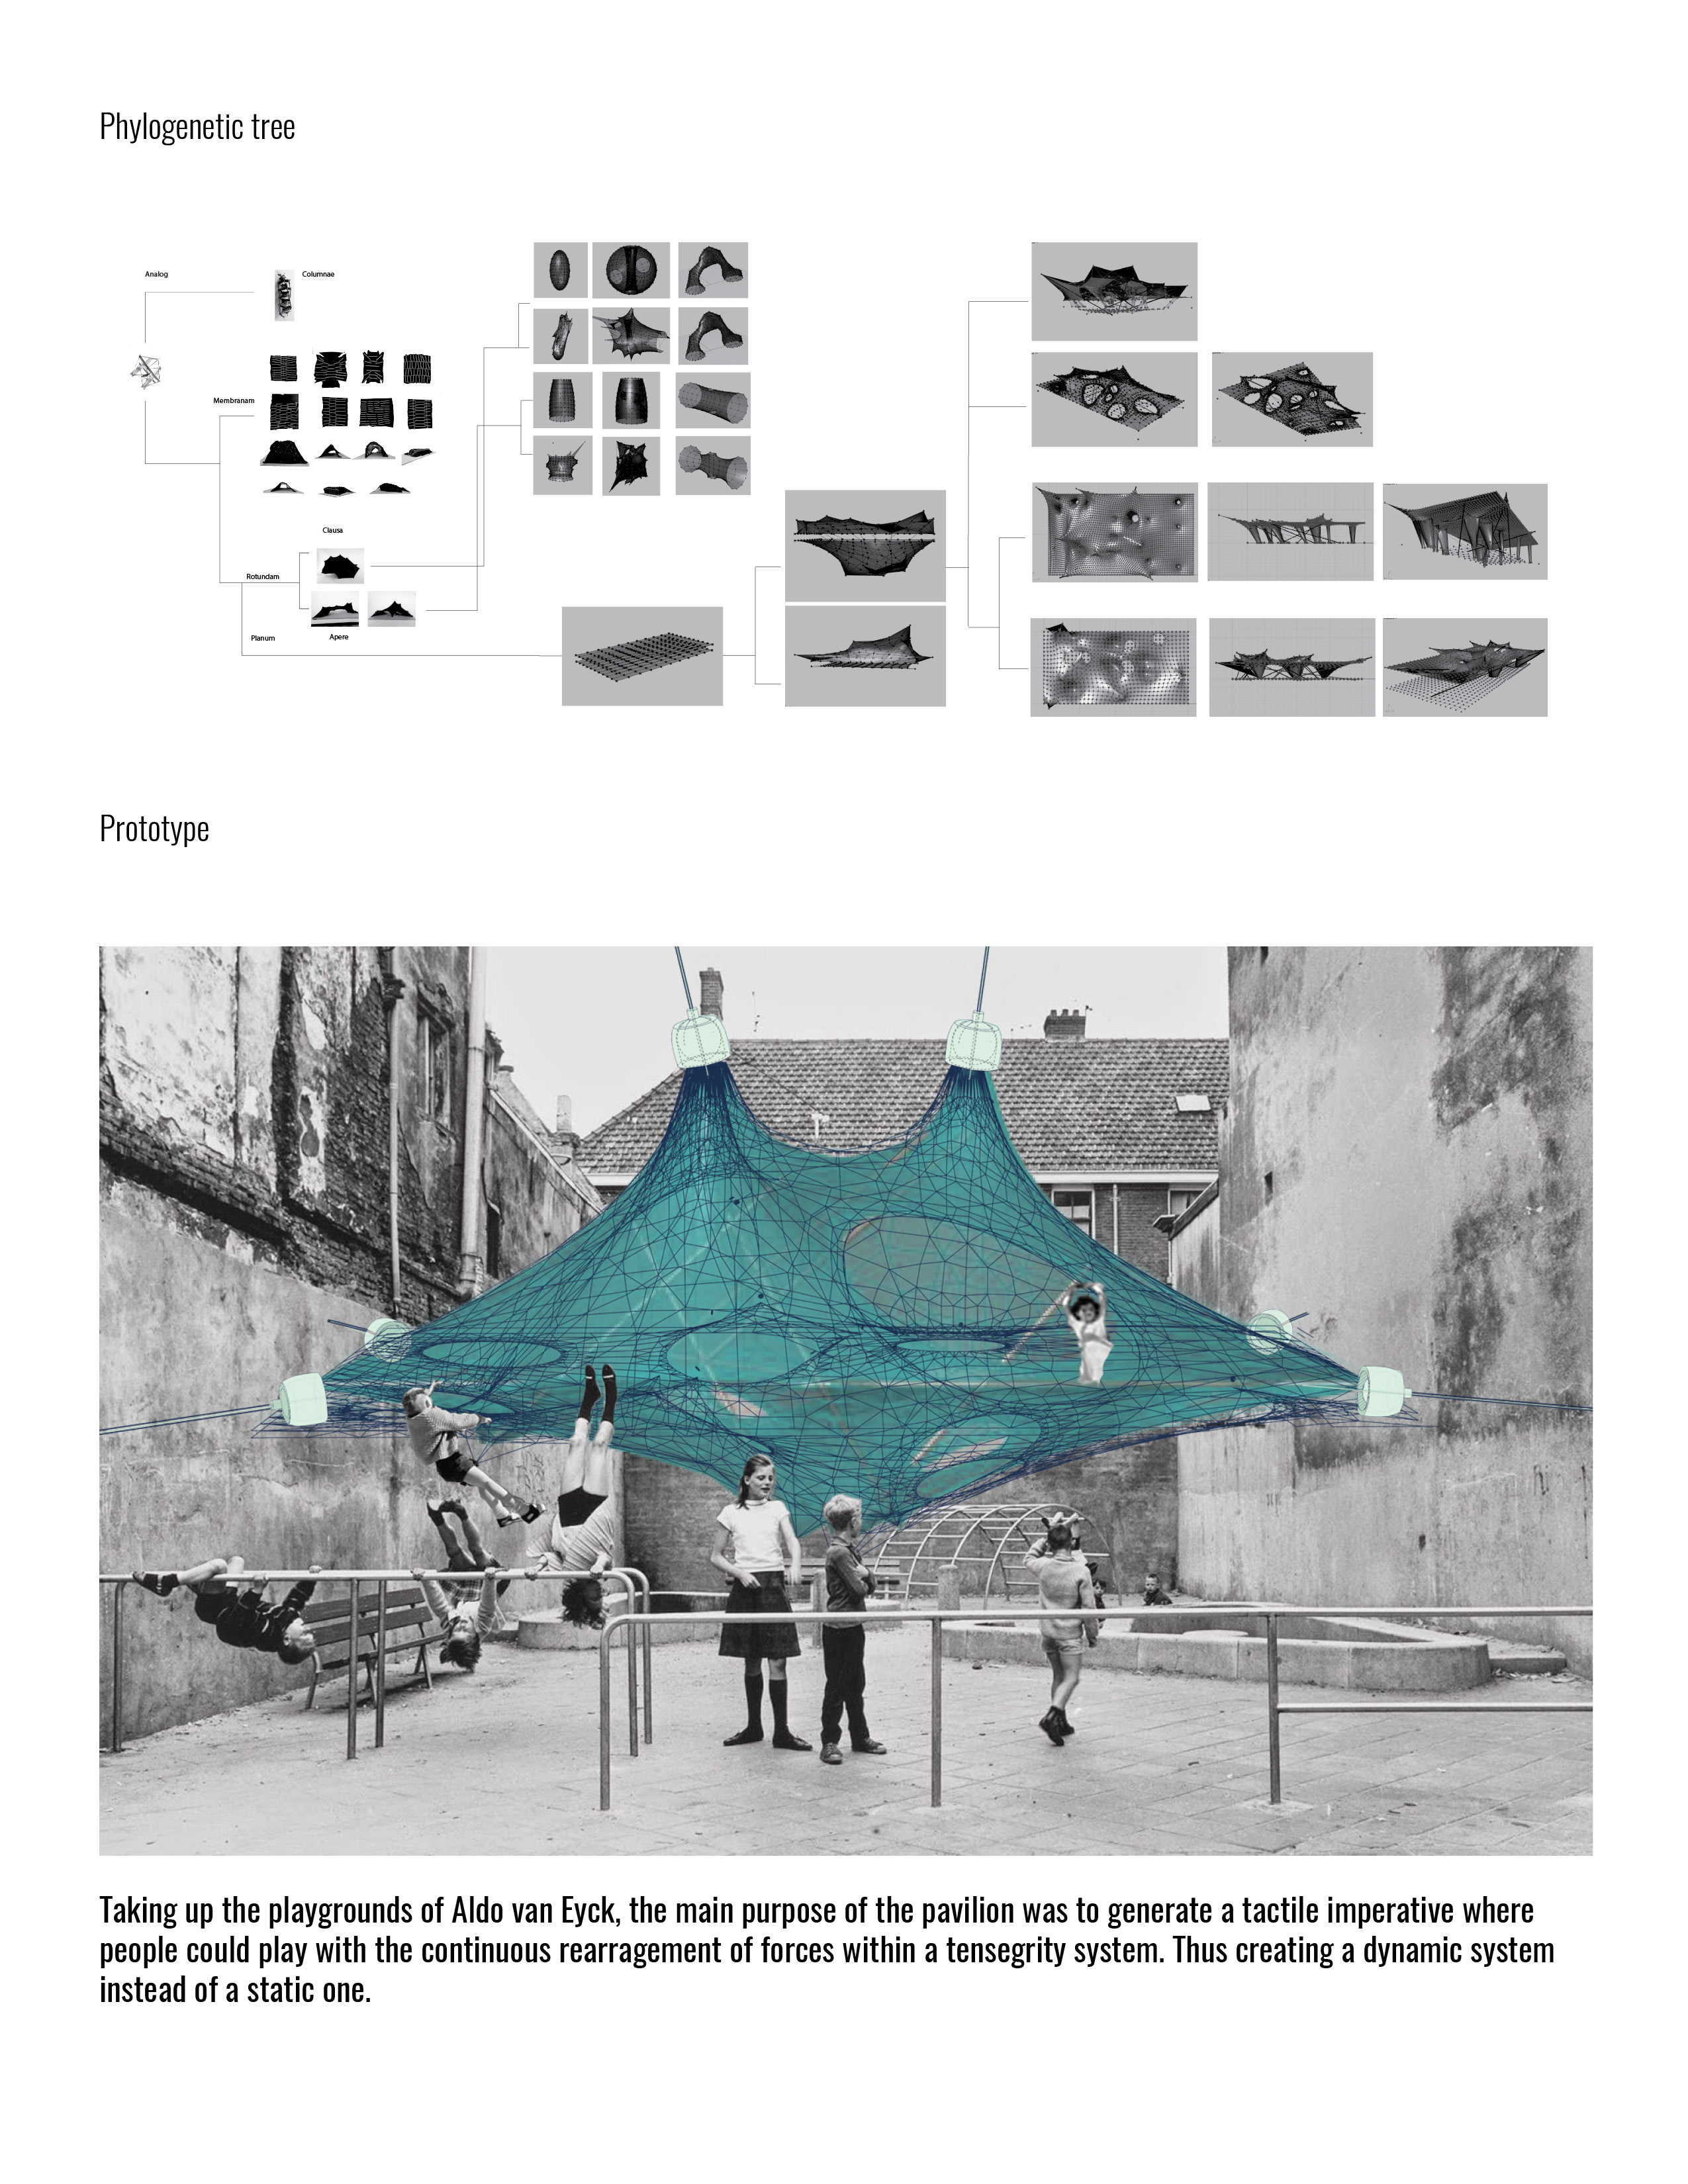 Phylogenetic tree
Analog
Columnae
Membranam
Clausa
Rotundam
Planum
Apere
Prototype
Taking up the playgrounds of Aldo van Eyck, the main purpose of the pavilion was to generate a tactile imperative where
people could play with the continuous rearragement of forces within a tensegrity system. Thus creating a dynamic system
instead of a static one.